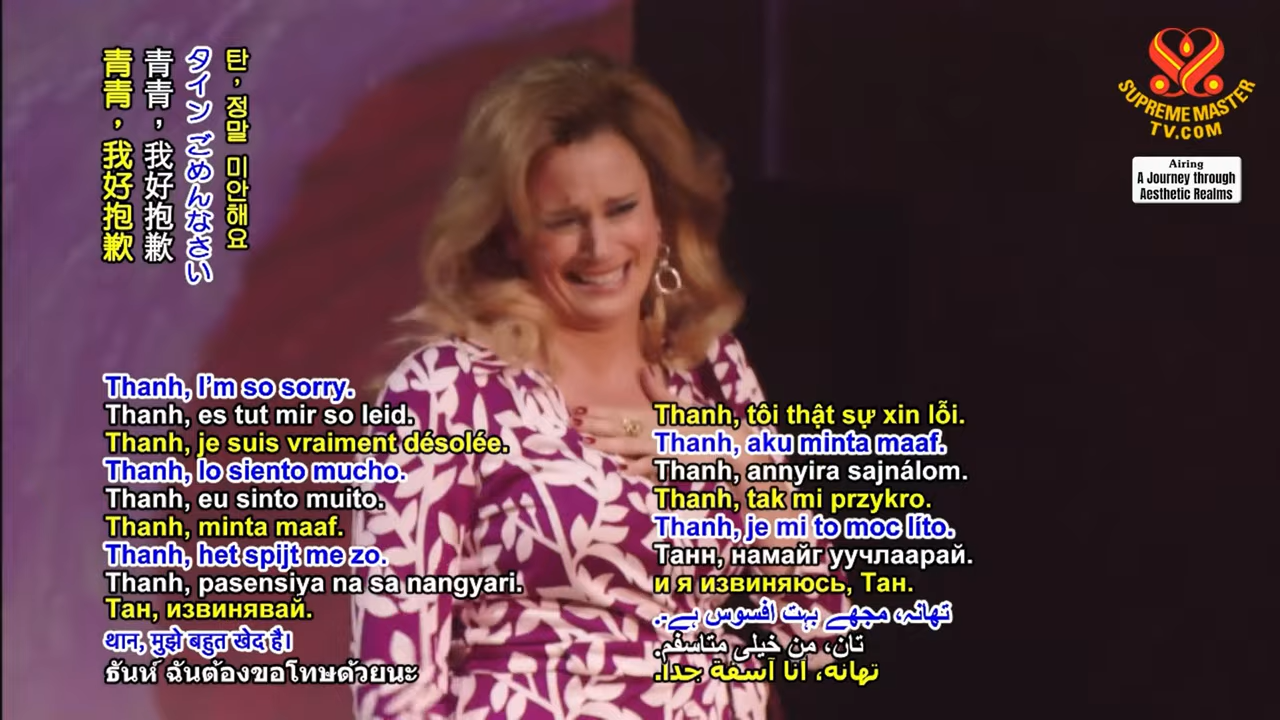 青青，我好抱歉
青青，我好抱歉
タイン ごめんなさい
탄，정말 미안해요
SUPREME MASTER
TV.COM
Airing
A Journey through
Aesthetic Realms
Thanh, I'm so sorry.
Thanh, es tut mir so leid.
Thanh, je suis vraiment désolée.
Thanh, lo siento mucho.
Thanh, eu sinto muito.
Thanh, minta maaf.
Thanh, het spijt me zo.
Thanh, pasensiya na sa nangyari.
Тан, извинявай.
थान, मुझे बहुत खेद है।
ธันห์ ฉันต้องขอโทษด้วยนะ
Thanh, tôi thật sự xin lỗi.
Thanh, aku minta maaf.
Thanh, annyira sajnálom.
Thanh, tak mi przykro.
Thanh, je mi to moc líto.
Танн, намайг уучлаарай.
и я извиняюсь, Тан.
تھانہ، مجھے بہت افسوس ہے۔.
تان، من خیلی متاسفم.
تهانه، أنا آسفة جدا.